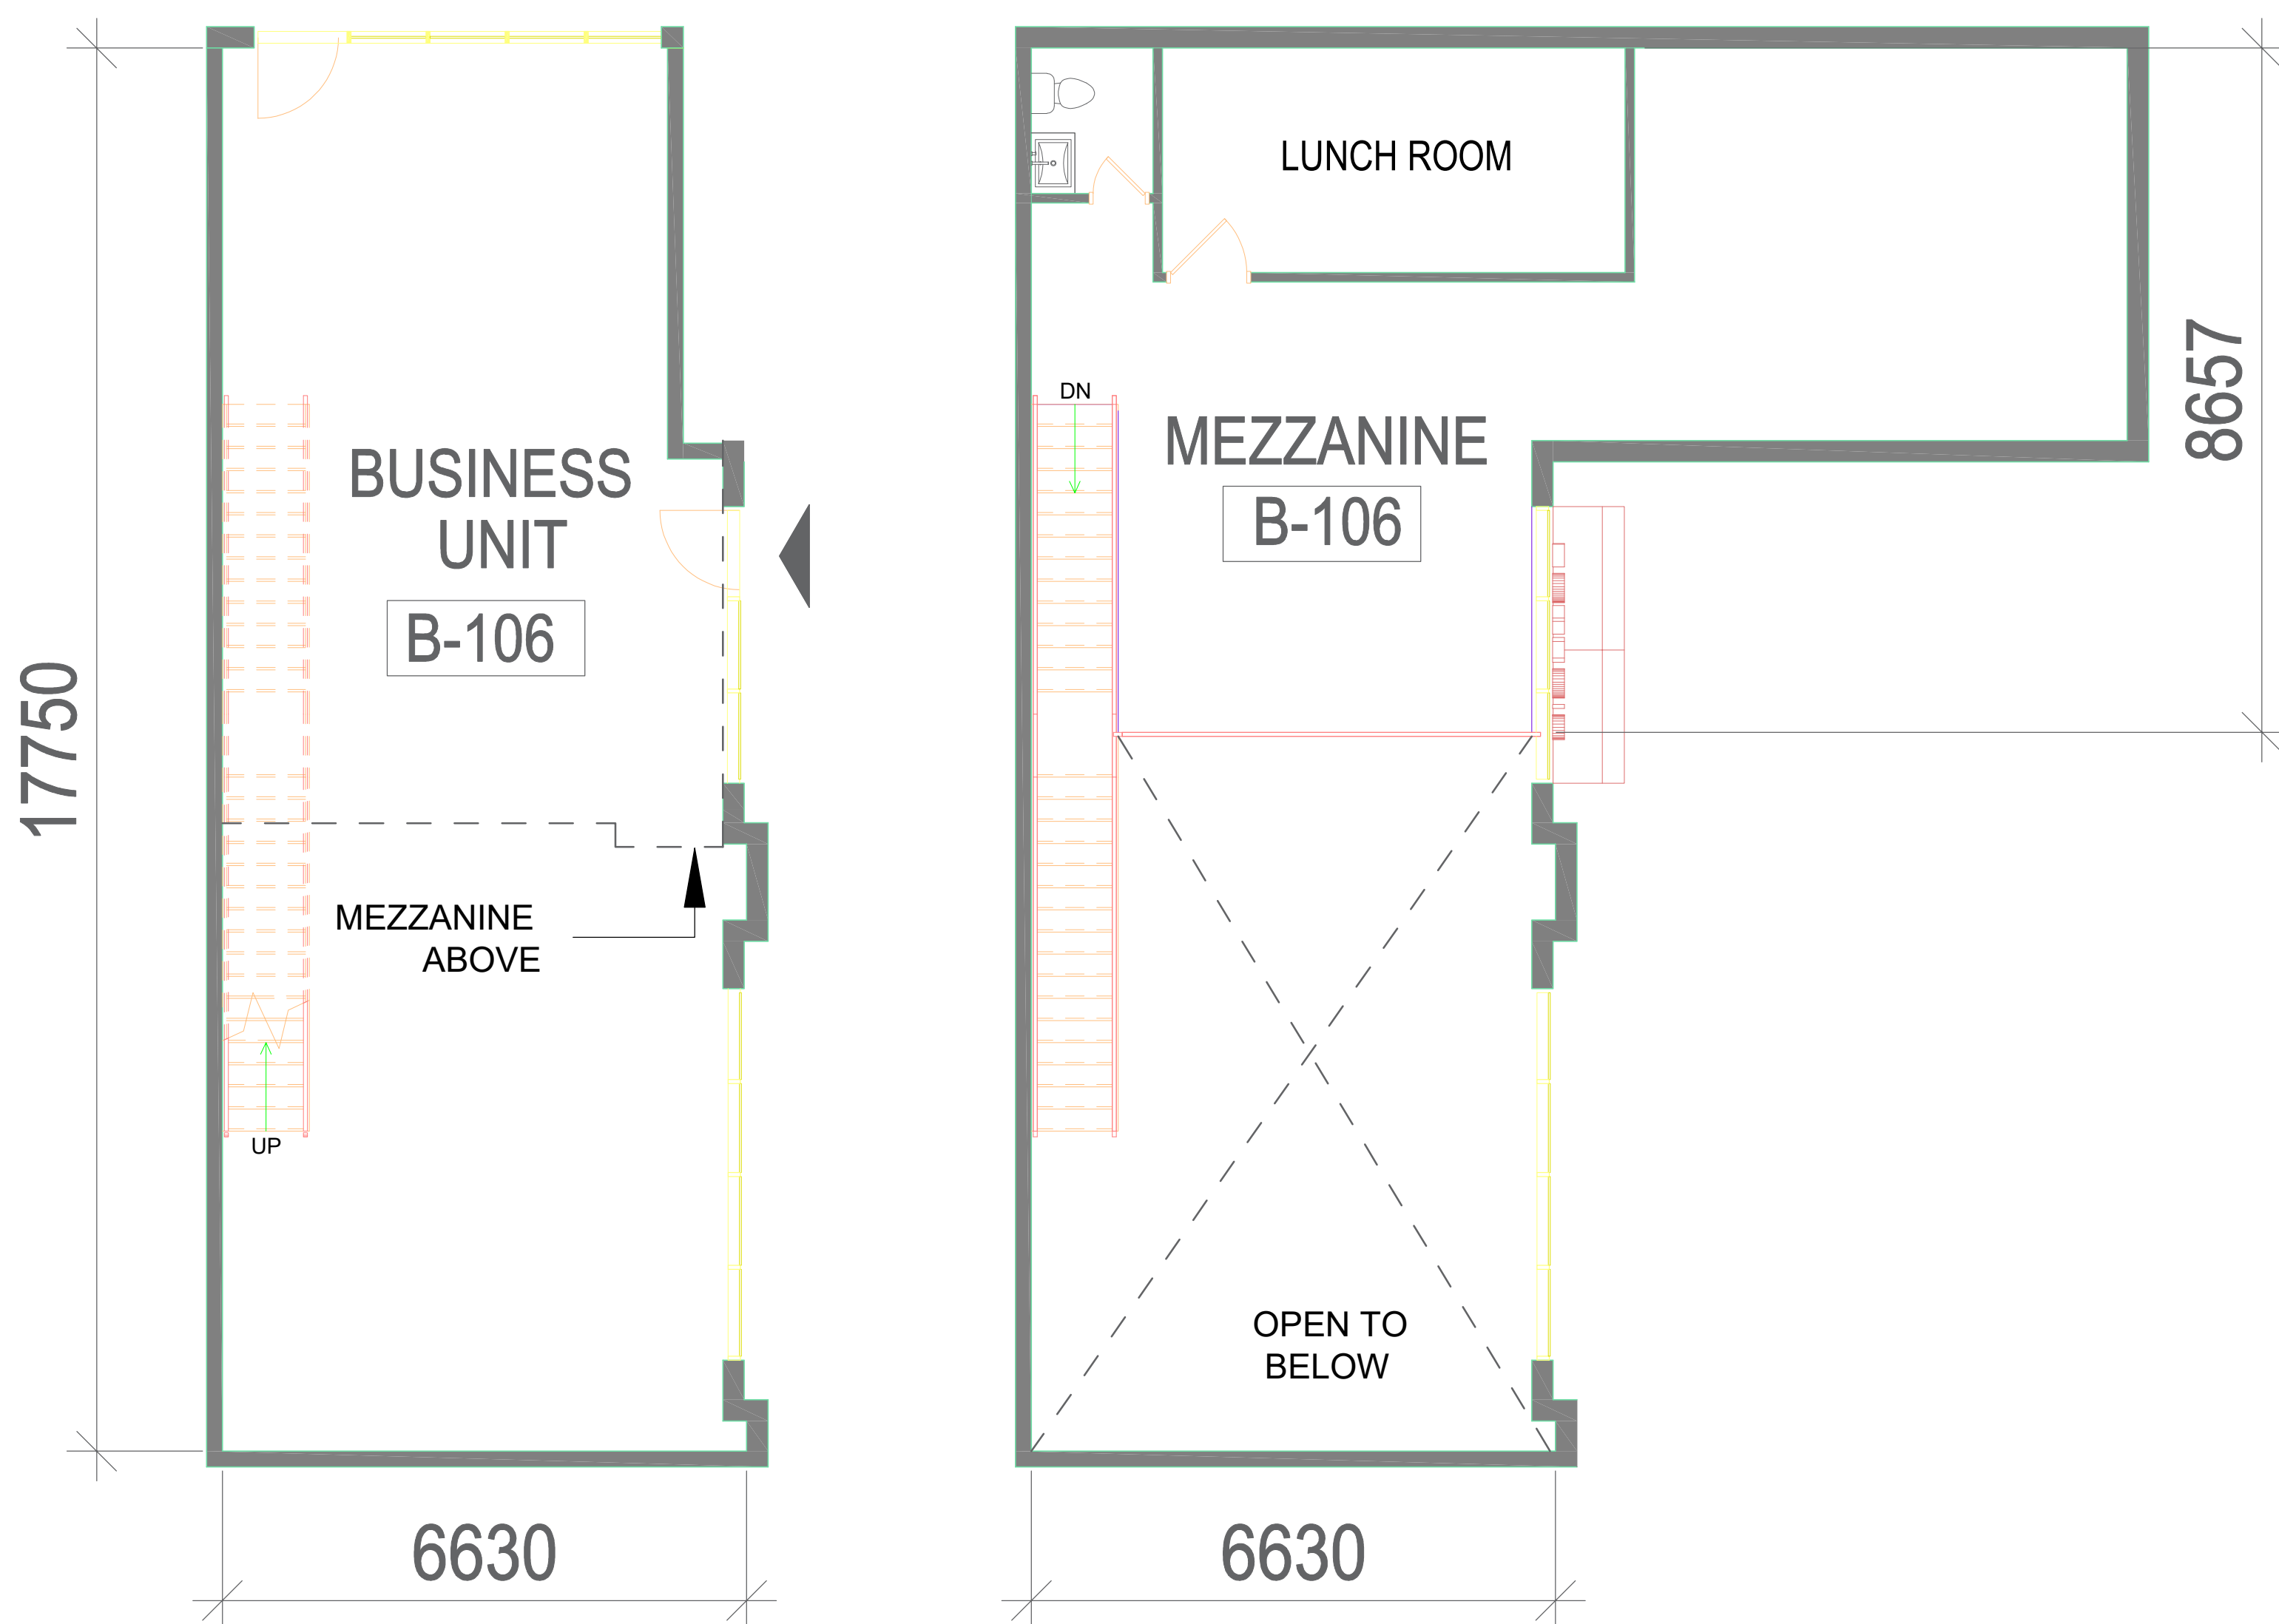 17750
BUSINESS
UNIT
B-106
MEZZANINE
ABOVE
UP
6630
LUNCH ROOM
DN
MEZZANINE
B-106
OPEN TO
BELOW
8657
6630